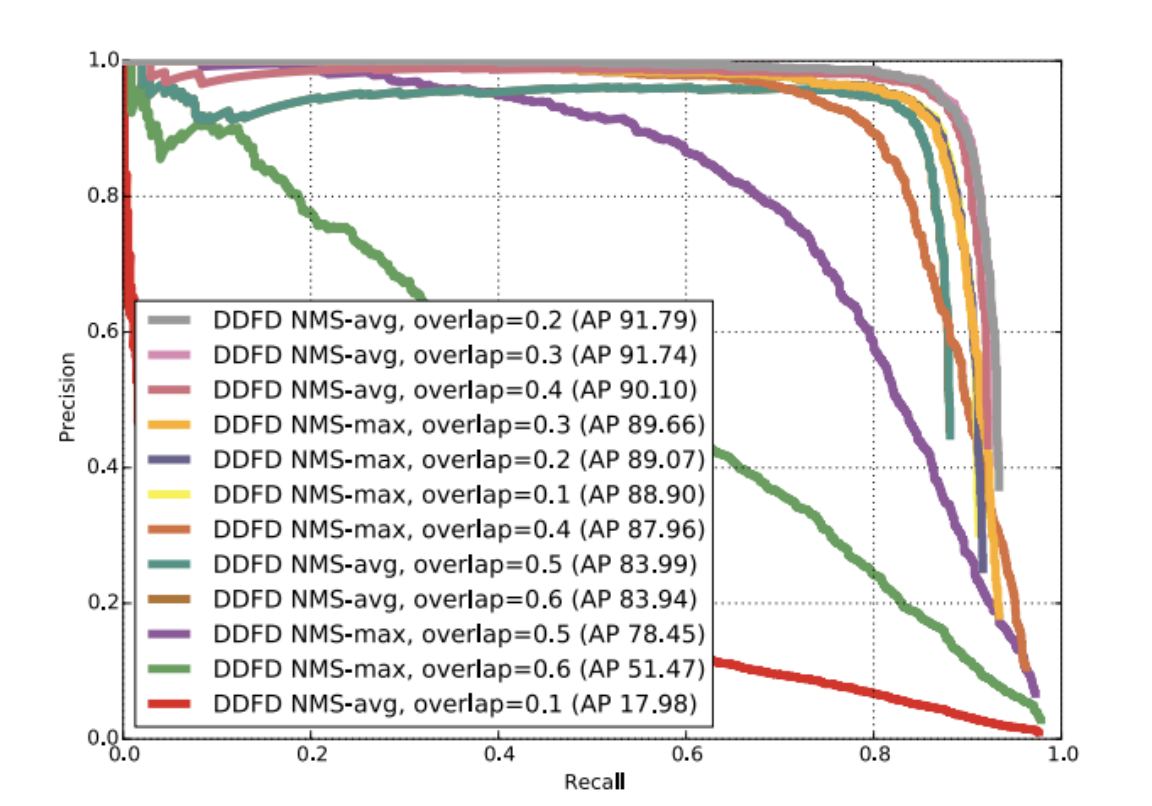 1.0
0.8
0.6
0.4
0.2
0.0
Precision
DDFD NMS-avg, overlap=0.2 (AP 91.79)
DDFD NMS-avg, overlap=0.3 (AP 91.74)
DDFD NMS-avg, overlap=0.4 (AP 90.10)
DDFD NMS-max, overlap=0.3 (AP 89.66)
DDFD NMS-max, overlap=0.2 (AP 89.07)
DDFD NMS-max, overlap=0.1 (AP 88.90)
DDFD NMS-max, overlap=0.4 (AP 87.96)
DDFD NMS-avg, overlap=0.5 (AP 83.99)
DDFD NMS-avg, overlap=0.6 (AP 83.94)
DDFD NMS-max, overlap=0.5 (AP 78.45)
DDFD NMS-max, overlap=0.6 (AP 51.47)
DDFD NMS-avg, overlap=0.1 (AP 17.98)
0.0 0.2 0.4 0.6 0.8 1.0
Recall